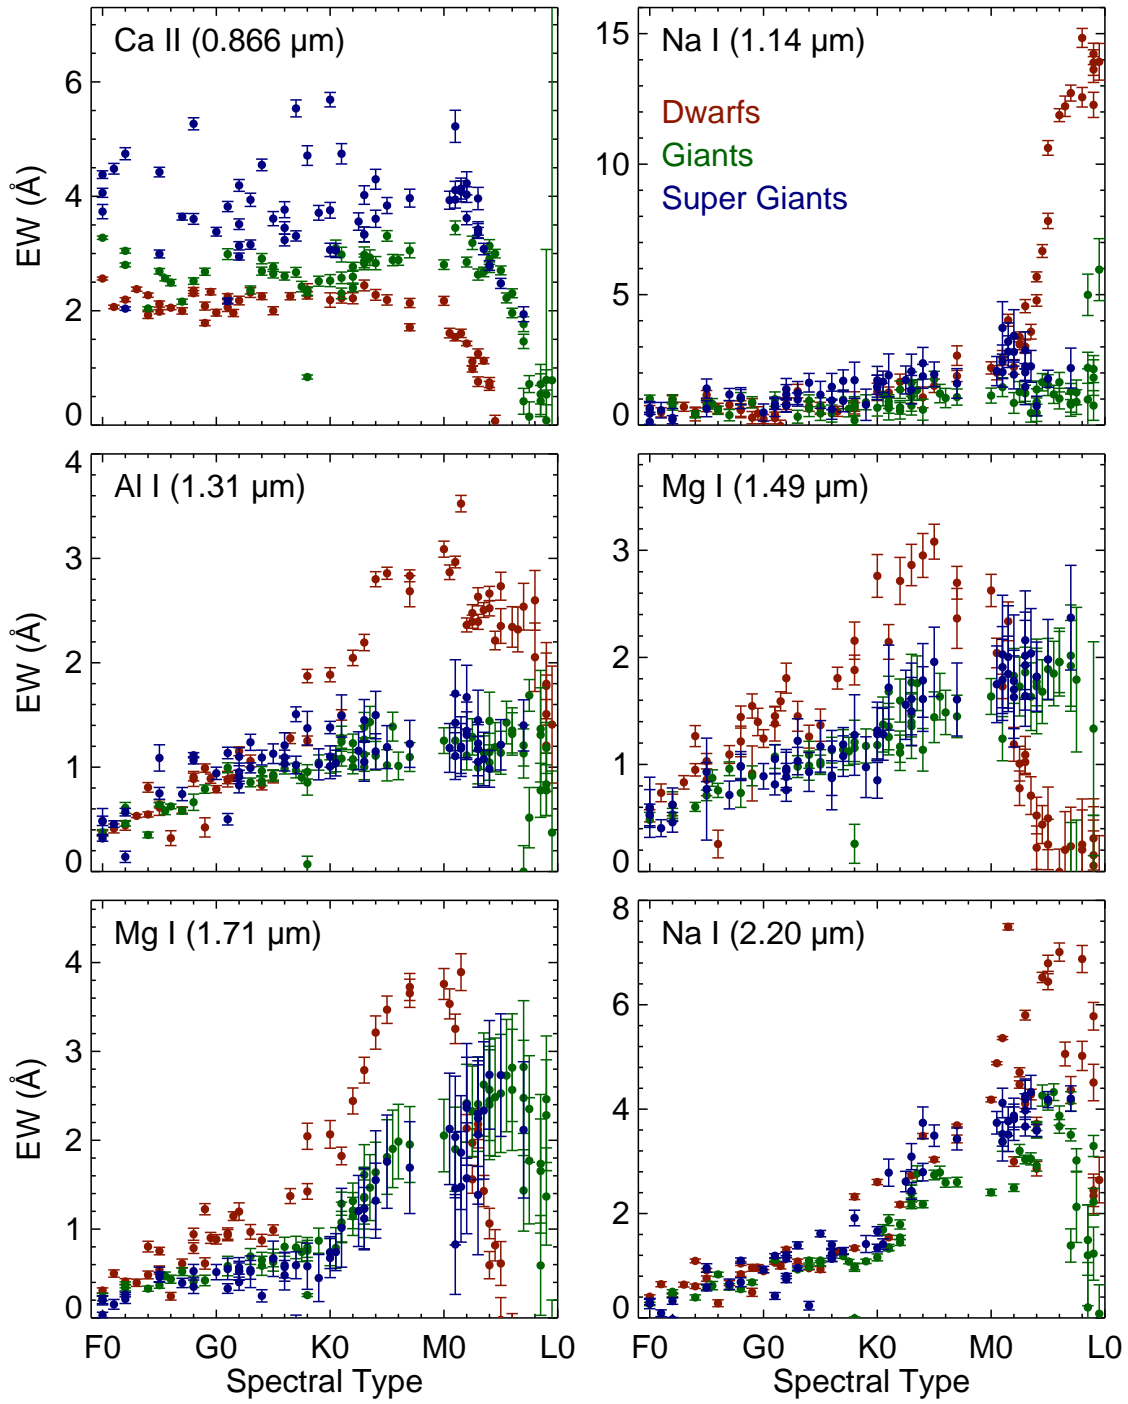 Ca II (0.866 µm)
Na I (1.14 µm)
Dwarfs
Giants
Super Giants
EW (Å)
0
2
4
6
0
5
10
15
Al I (1.31 µm)
Mg I (1.49 µm)
EW (Å)
0
1
2
3
4
0
1
2
3
Mg I (1.71 µm)
Na I (2.20 µm)
EW (Å)
0
1
2
3
4
0
2
4
6
8
F0 G0 K0 M0 L0
F0 G0 K0 M0 L0
Spectral Type
Spectral Type